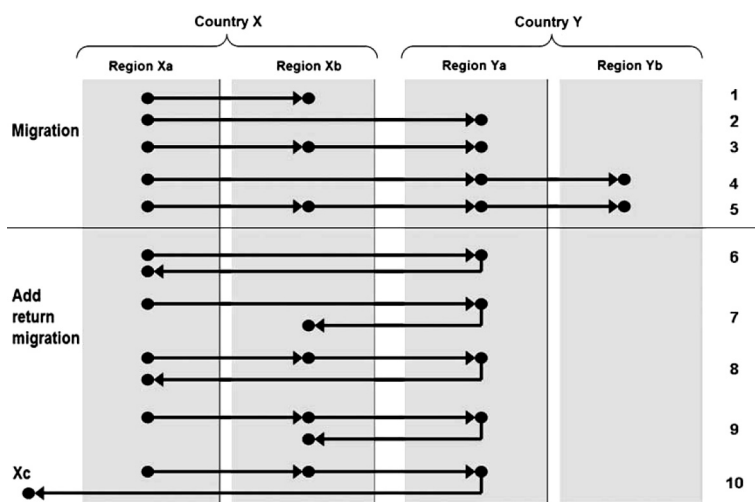 Country X Country Y
Region Xa Region Xb Region Ya Region Yb
1
Migration
2
3
4
5
6
Add
return
migration
7
8
9
Xc
10